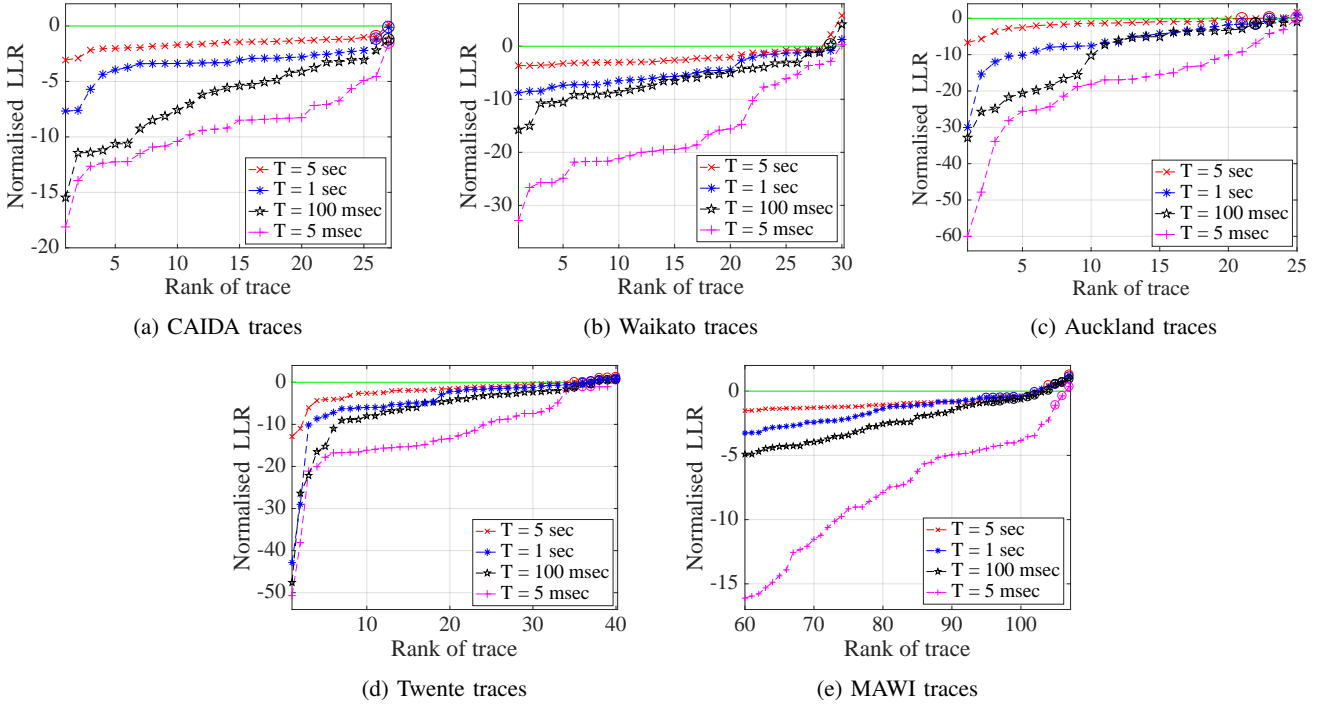 0
-5
-10
-15
-20
5 10 15 20 25
Normalised LLR
Rank of trace
T = 5 sec
T = 1 sec
T = 100 msec
T = 5 msec
(a) CAIDA traces
0
-10
-20
-30
5 10 15 20 25 30
Normalised LLR
Rank of trace
T = 5 sec
T = 1 sec
T = 100 msec
T = 5 msec
(b) Waikato traces
0
-10
-20
-30
-40
-50
-60
5 10 15 20 25
Normalised LLR
Rank of trace
T = 5 sec
T = 1 sec
T = 100 msec
T = 5 msec
(c) Auckland traces
0
-10
-20
-30
-40
-50
10 20 30 40
Normalised LLR
Rank of trace
T = 5 sec
T = 1 sec
T = 100 msec
T = 5 msec
(d) Twente traces
0
-5
-10
-15
60 70 80 90 100
Normalised LLR
Rank of trace
T = 5 sec
T = 1 sec
T = 100 msec
T = 5 msec
(e) MAWI traces